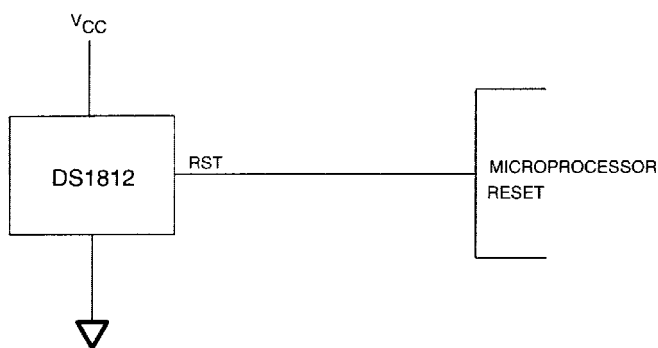 VCC
DS1812
RST
MICROPROCESSOR
RESET